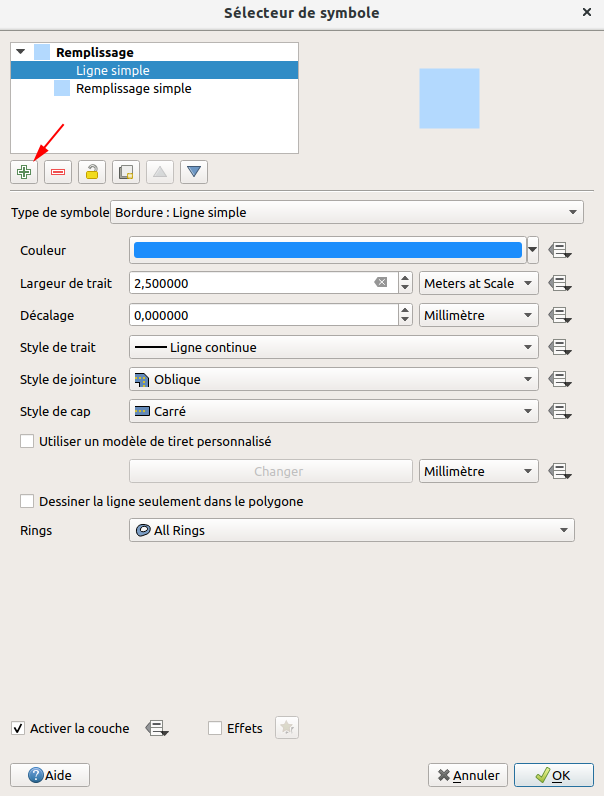 Sélecteur de symbole
Remplissage
Ligne simple
Remplissage simple
Type de symbole Bordure : Ligne simple
Couleur
Largeur de trait 2,500000 Meters at Scale
Décalage 0,000000 Millimètre
Style de trait Ligne continue
Style de jointure Oblique
Style de cap Carré
Utiliser un modèle de tiret personnalisé
Changer Millimètre
Dessiner la ligne seulement dans le polygone
Rings All Rings
Activer la couche Effets
Aide Annuler OK